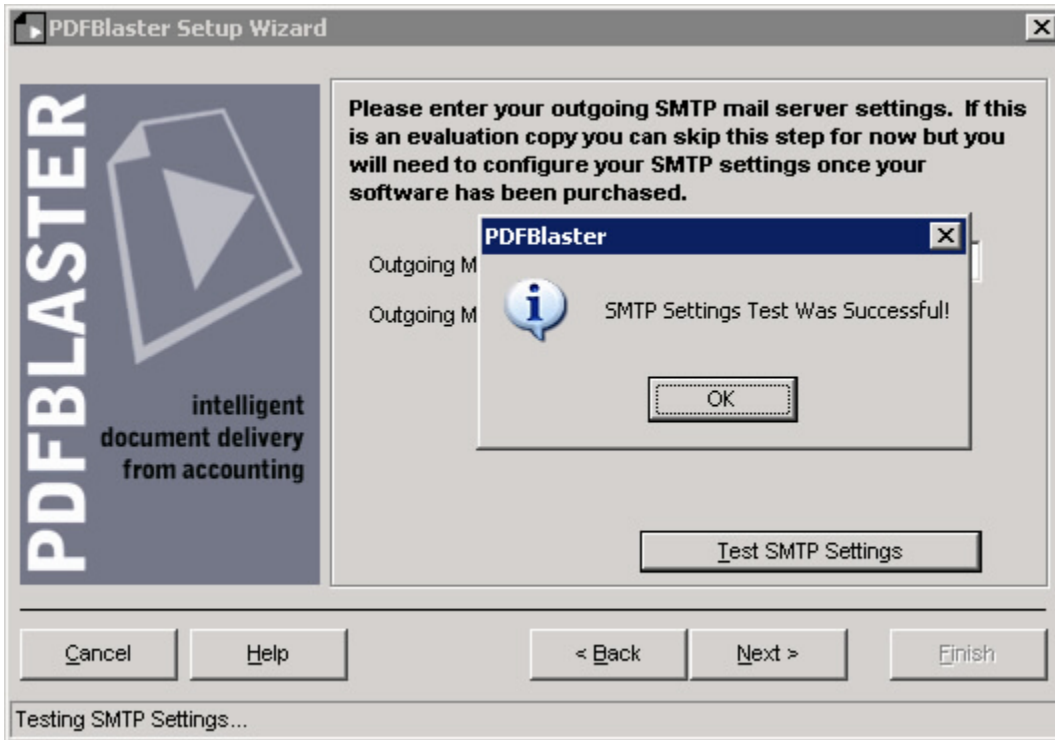 PDFBlaster Setup Wizard
PDFBLASTER
intelligent
document delivery
from accounting
Please enter your outgoing SMTP mail server settings.  If this
is an evaluation copy you can skip this step for now but you
will need to configure your SMTP settings once your
software has been purchased.
Outgoing M
Outgoing M
PDFBlaster
SMTP Settings Test Was Successful!
OK
Test SMTP Settings
Cancel
Help
< Back
Next >
Finish
Testing SMTP Settings...